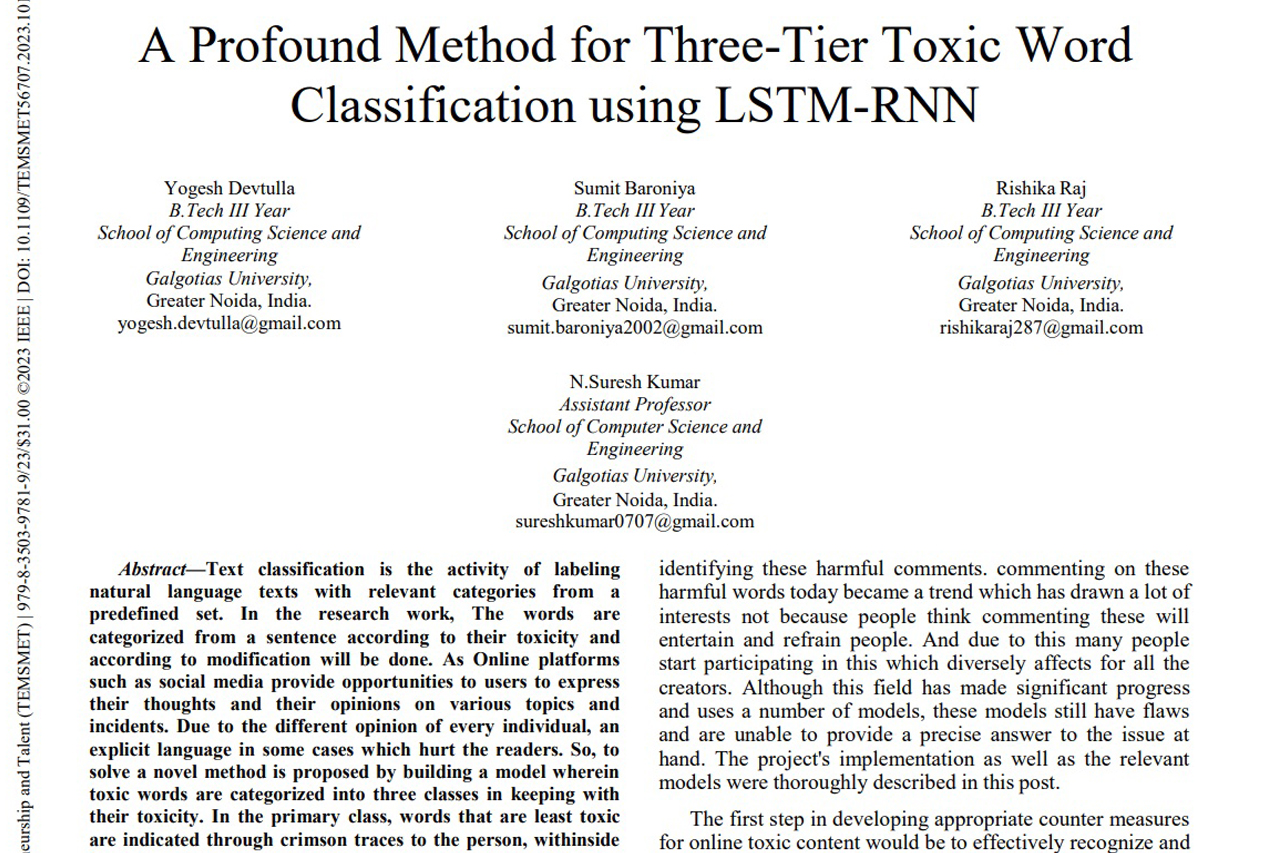 A Profound Method for Three-Tier Toxic Word
Classification using LSTM-RNN
Yogesh Devtulla
B.Tech III Year
School of Computing Science and
Engineering
Galgotias University,
Greater Noida, India.
yogesh.devtulla@gmail.com
Sumit Baroniya
B.Tech III Year
School of Computing Science and
Engineering
Galgotias University,
Greater Noida, India.
sumit.baroniya2002@gmail.com
Rishika Raj
B.Tech III Year
School of Computing Science and
Engineering
Galgotias University,
Greater Noida, India.
rishikaraj287@gmail.com
N.Suresh Kumar
Assistant Professor
School of Computer Science and
Engineering
Galgotias University,
Greater Noida, India.
sureshkumar0707@gmail.com
Abstract—Text classification is the activity of labeling
natural language texts with relevant categories from a
predefined set. In the research work, The words are
categorized from a sentence according to their toxicity and
according to modification will be done. As Online platforms
such as social media provide opportunities to users to express
their thoughts and their opinions on various topics and
incidents. Due to the different opinion of every individual, an
explicit language in some cases which hurt the readers. So, to
solve a novel method is proposed by building a model wherein
toxic words are categorized into three classes in keeping with
their toxicity. In the primary class, words that are least toxic
are indicated through crimson traces to the person, withinside
identifying these harmful comments. commenting on these
harmful words today became a trend which has drawn a lot of
interests not because people think commenting these will
entertain and refrain people. And due to this many people
start participating in this which diversely affects for all the
creators. Although this field has made significant progress
and uses a number of models, these models still have flaws
and are unable to provide a precise answer to the issue at
hand. The project's implementation as well as the relevant
models were thoroughly described in this post.
The first step in developing appropriate counter measures
for online toxic content would be to effectively recognize and
neurship and Talent (TEMSMET) | 979-8-3503-9781-9/23/$31.00 ©2023 IEEE | DOI: 10.1109/TEMSMET56707.2023.101